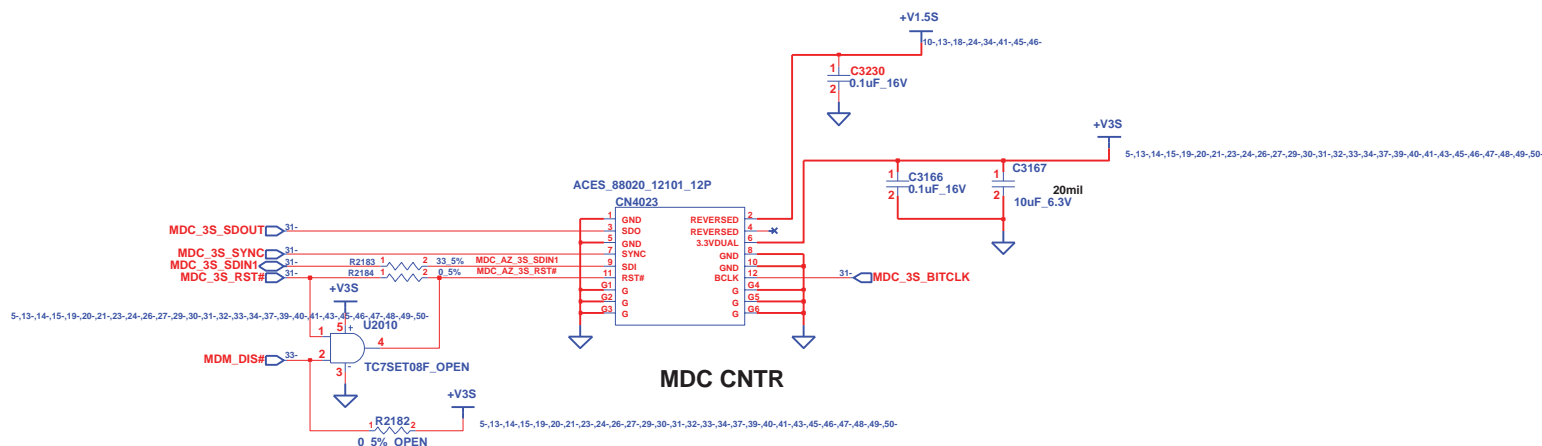 +V1.5S
10-,13-,18-,24-,34-,41-,45-,46-
1 C3230
0.1uF_16V
2
+V3S
5-,13-,14-,15-,19-,20-,21-,23-,24-,26-,27-,29-,30-,31-,32-,33-,34-,37-,39-,40-,41-,43-,45-,46-,47-,48-,49-,50-
1 C3166
0.1uF_16V
2
C3167
1
20mil
2 10uF_6.3V
ACES_88020_12101_12P
CN4023
1 GND REVERSED 2
MDC_3S_SDOUT 31- 3 SDO REVERSED 4
5 GND 3.3VDUAL 6
MDC_3S_SYNC 31- 7 SYNC GND 8
MDC_3S_SDIN1 31- R2183 1 2 33_5% MDC_AZ_3S_SDIN1 9 SDI GND 10
MDC_3S_RST# 31- R2184 1 2 0_5% MDC_AZ_3S_RST# 11 RST# BCLK 12 31- MDC_3S_BITCLK
G1 G G G4
G2 G G G5
G3 G G G6
+V3S
5-,13-,14-,15-,19-,20-,21-,23-,24-,26-,27-,29-,30-,31-,32-,33-,34-,37-,39-,40-,41-,43-,45-,46-,47-,48-,49-,50-
U2010
5 +
1
4
MDM_DIS# 33- 2
3 -
TC7SET08F_OPEN
MDC CNTR
+V3S
R2182
1 2
5-,13-,14-,15-,19-,20-,21-,23-,24-,26-,27-,29-,30-,31-,32-,33-,34-,37-,39-,40-,41-,43-,45-,46-,47-,48-,49-,50-
0_5%_OPEN